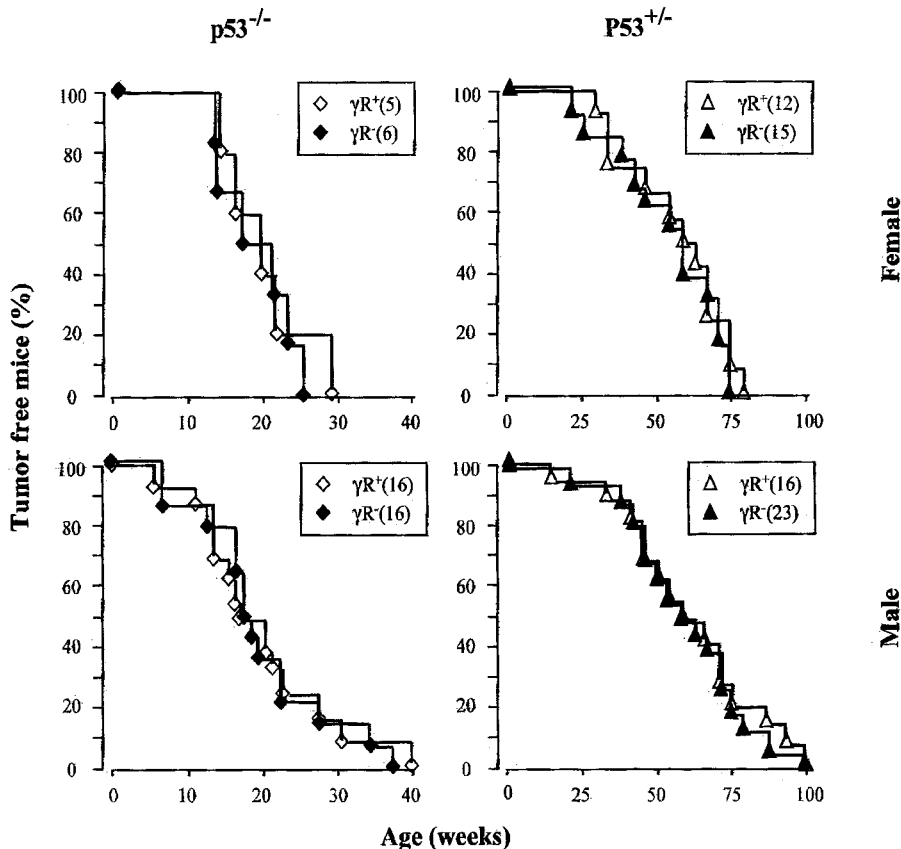 p53-/-
P53+/-
Tumor free mice (%)
100
80
60
40
20
0
γR+(5)
γR-(6)
0 10 20 30 40
100
80
60
40
20
0
γR+(12)
γR-(15)
0 25 50 75 100
Female
100
80
60
40
20
0
γR+(16)
γR-(16)
0 10 20 30 40
100
80
60
40
20
0
γR+(16)
γR-(23)
0 25 50 75 100
Male
Age (weeks)